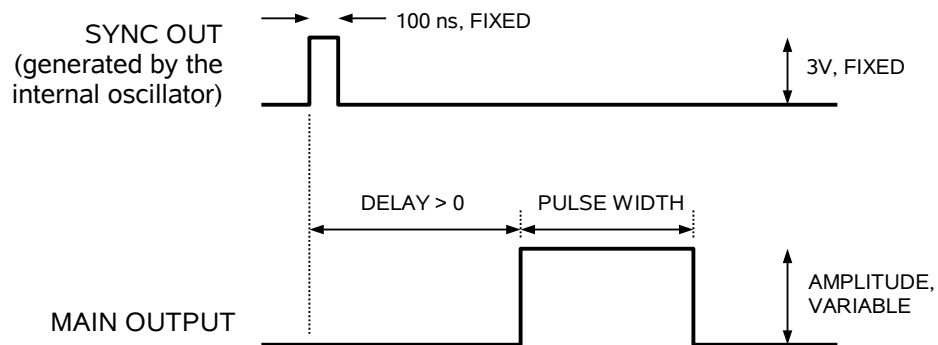 100 ns, FIXED
SYNC OUT
(generated by the
internal oscillator)
3V, FIXED
DELAY > 0
PULSE WIDTH
AMPLITUDE,
VARIABLE
MAIN OUTPUT